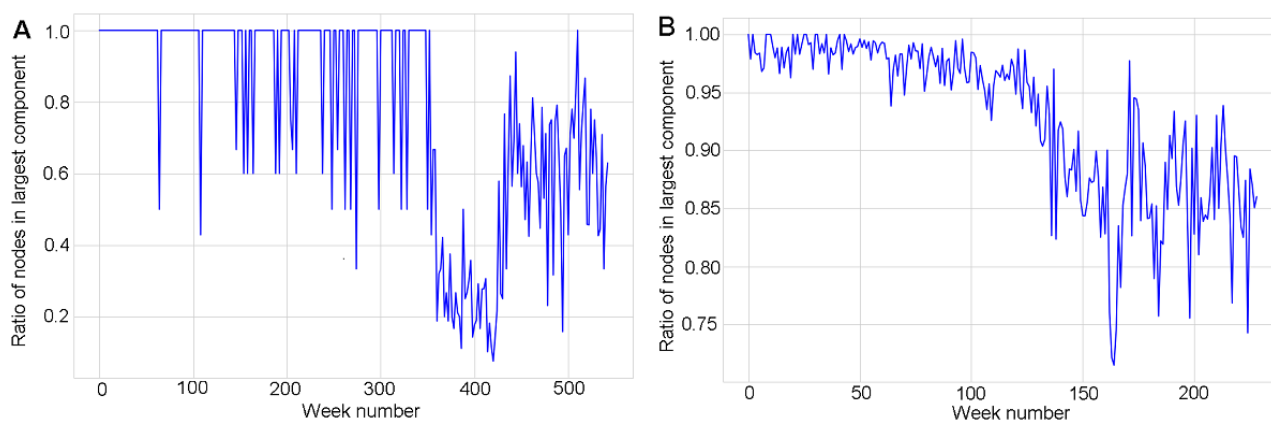 A
Ratio of nodes in largest component
1.0
0.8
0.6
0.4
0.2
0 100 200 300 400 500
Week number
B
Ratio of nodes in largest component
1.00
0.95
0.90
0.85
0.80
0.75
0 50 100 150 200
Week number